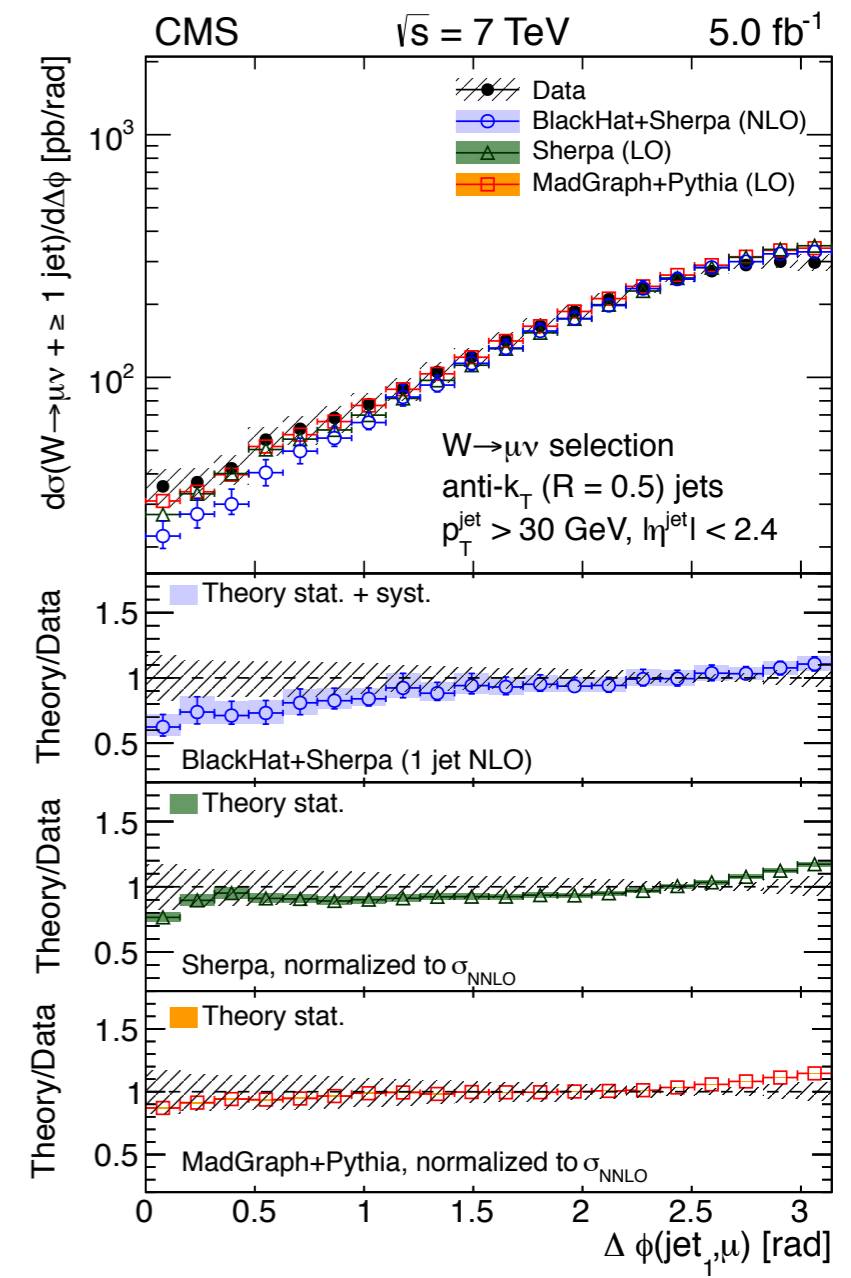 CMS √s = 7 TeV 5.0 fb⁻¹
Data
BlackHat+Sherpa (NLO)
Sherpa (LO)
MadGraph+Pythia (LO)
dσ(W→μν + ≥ 1 jet)/dΔϕ [pb/rad]
10³
10²
W→μν selection
anti-k_T (R = 0.5) jets
p_T^jet > 30 GeV, |η^jet| < 2.4
Theory/Data
1.5
1
0.5
Theory stat. + syst.
BlackHat+Sherpa (1 jet NLO)
Theory/Data
1.5
1
0.5
Theory stat.
Sherpa, normalized to σ_NNLO
Theory/Data
1.5
1
0.5
Theory stat.
MadGraph+Pythia, normalized to σ_NNLO
0 0.5 1 1.5 2 2.5 3
Δ ϕ(jet_1,μ) [rad]